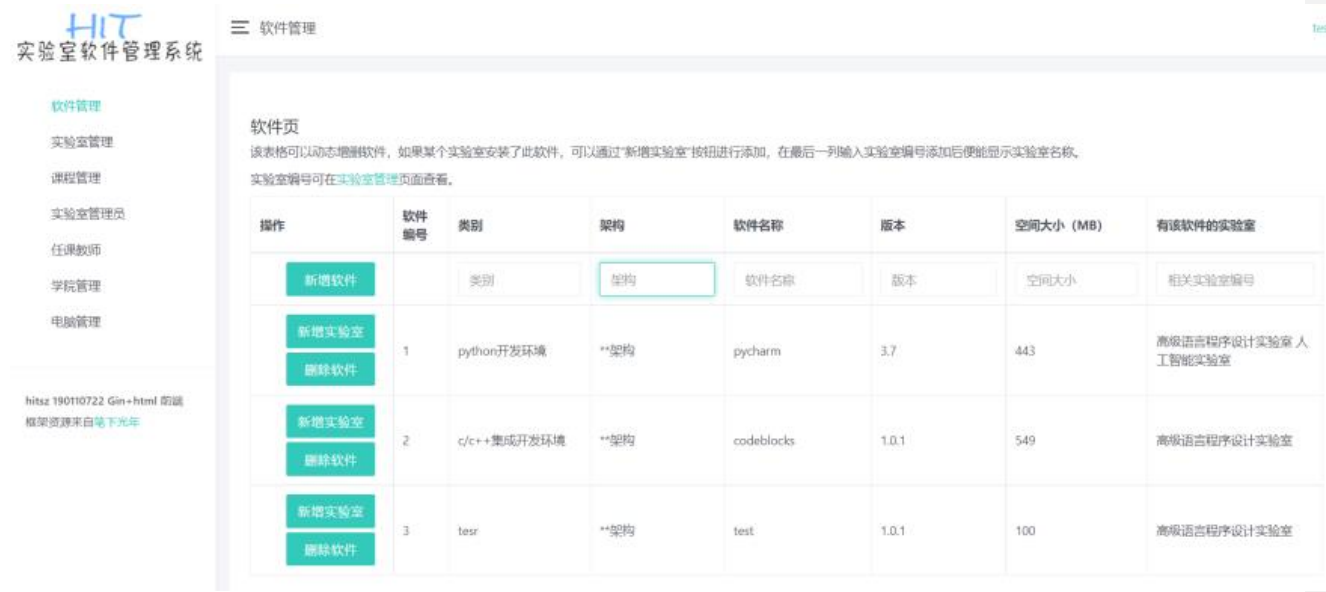 HIT
实验室软件管理系统
软件管理
tes
软件管理
实验室管理
课程管理
实验室管理员
任课教师
学院管理
电脑管理
hitsz 190110722 Gin+html 前端
框架资源来自笔下光年
软件页
该表格可以动态增删软件，如果某个实验室安装了此软件，可以通过"新增实验室"按钮进行添加，在最后一列输入实验室编号添加后便能显示实验室名称。
实验室编号可在实验室管理页面查看。
操作 软件编号 类别 架构 软件名称 版本 空间大小（MB） 有该软件的实验室
新增软件 类别 架构 软件名称 版本 空间大小 相关实验室编号
新增实验室
删除软件
1 python开发环境 **架构 pycharm 3.7 443 高级语言程序设计实验室 人
工智能实验室
新增实验室
删除软件
2 c/c++集成开发环境 **架构 codeblocks 1.0.1 549 高级语言程序设计实验室
新增实验室
删除软件
3 tesr **架构 test 1.0.1 100 高级语言程序设计实验室